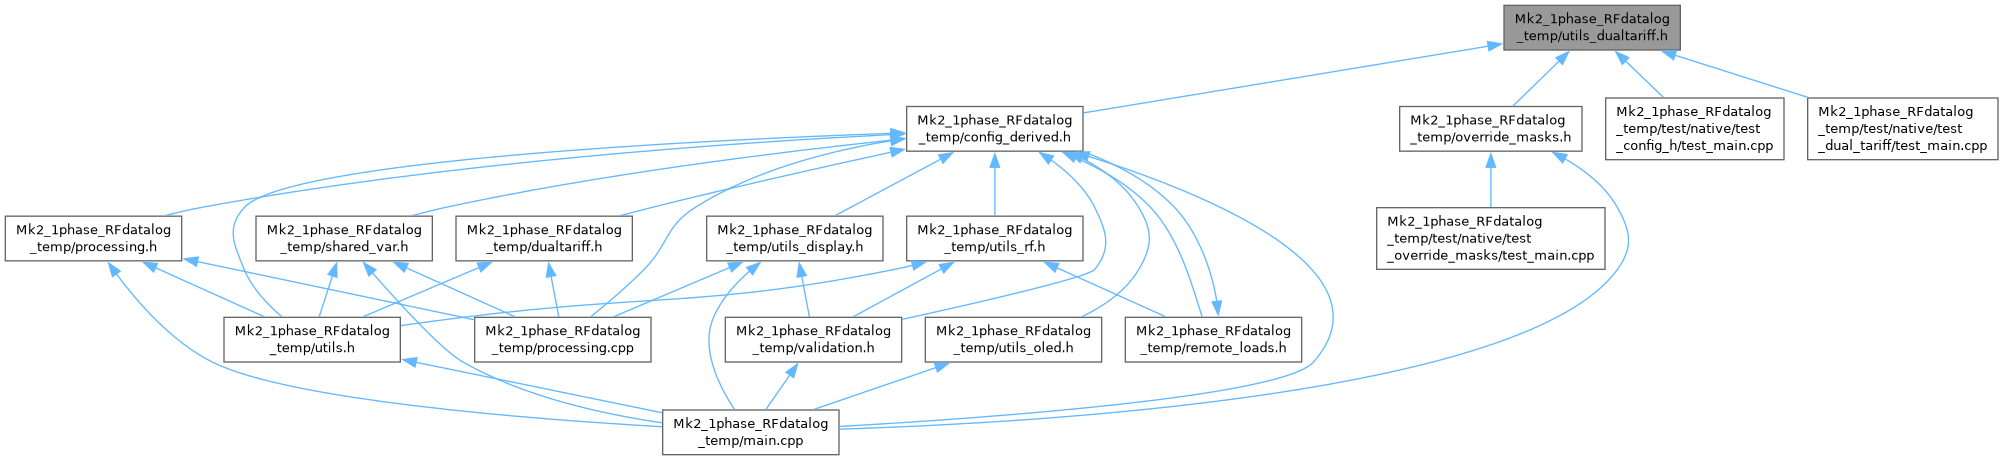 Mk2_1phase_RFdatalog
_temp/utils_dualtariff.h
Mk2_1phase_RFdatalog
_temp/config_derived.h
Mk2_1phase_RFdatalog
_temp/override_masks.h
Mk2_1phase_RFdatalog
_temp/test/native/test
_config_h/test_main.cpp
Mk2_1phase_RFdatalog
_temp/test/native/test
_dual_tariff/test_main.cpp
Mk2_1phase_RFdatalog
_temp/processing.h
Mk2_1phase_RFdatalog
_temp/shared_var.h
Mk2_1phase_RFdatalog
_temp/dualtariff.h
Mk2_1phase_RFdatalog
_temp/utils_display.h
Mk2_1phase_RFdatalog
_temp/utils_rf.h
Mk2_1phase_RFdatalog
_temp/test/native/test
_override_masks/test_main.cpp
Mk2_1phase_RFdatalog
_temp/utils.h
Mk2_1phase_RFdatalog
_temp/processing.cpp
Mk2_1phase_RFdatalog
_temp/validation.h
Mk2_1phase_RFdatalog
_temp/utils_oled.h
Mk2_1phase_RFdatalog
_temp/remote_loads.h
Mk2_1phase_RFdatalog
_temp/main.cpp